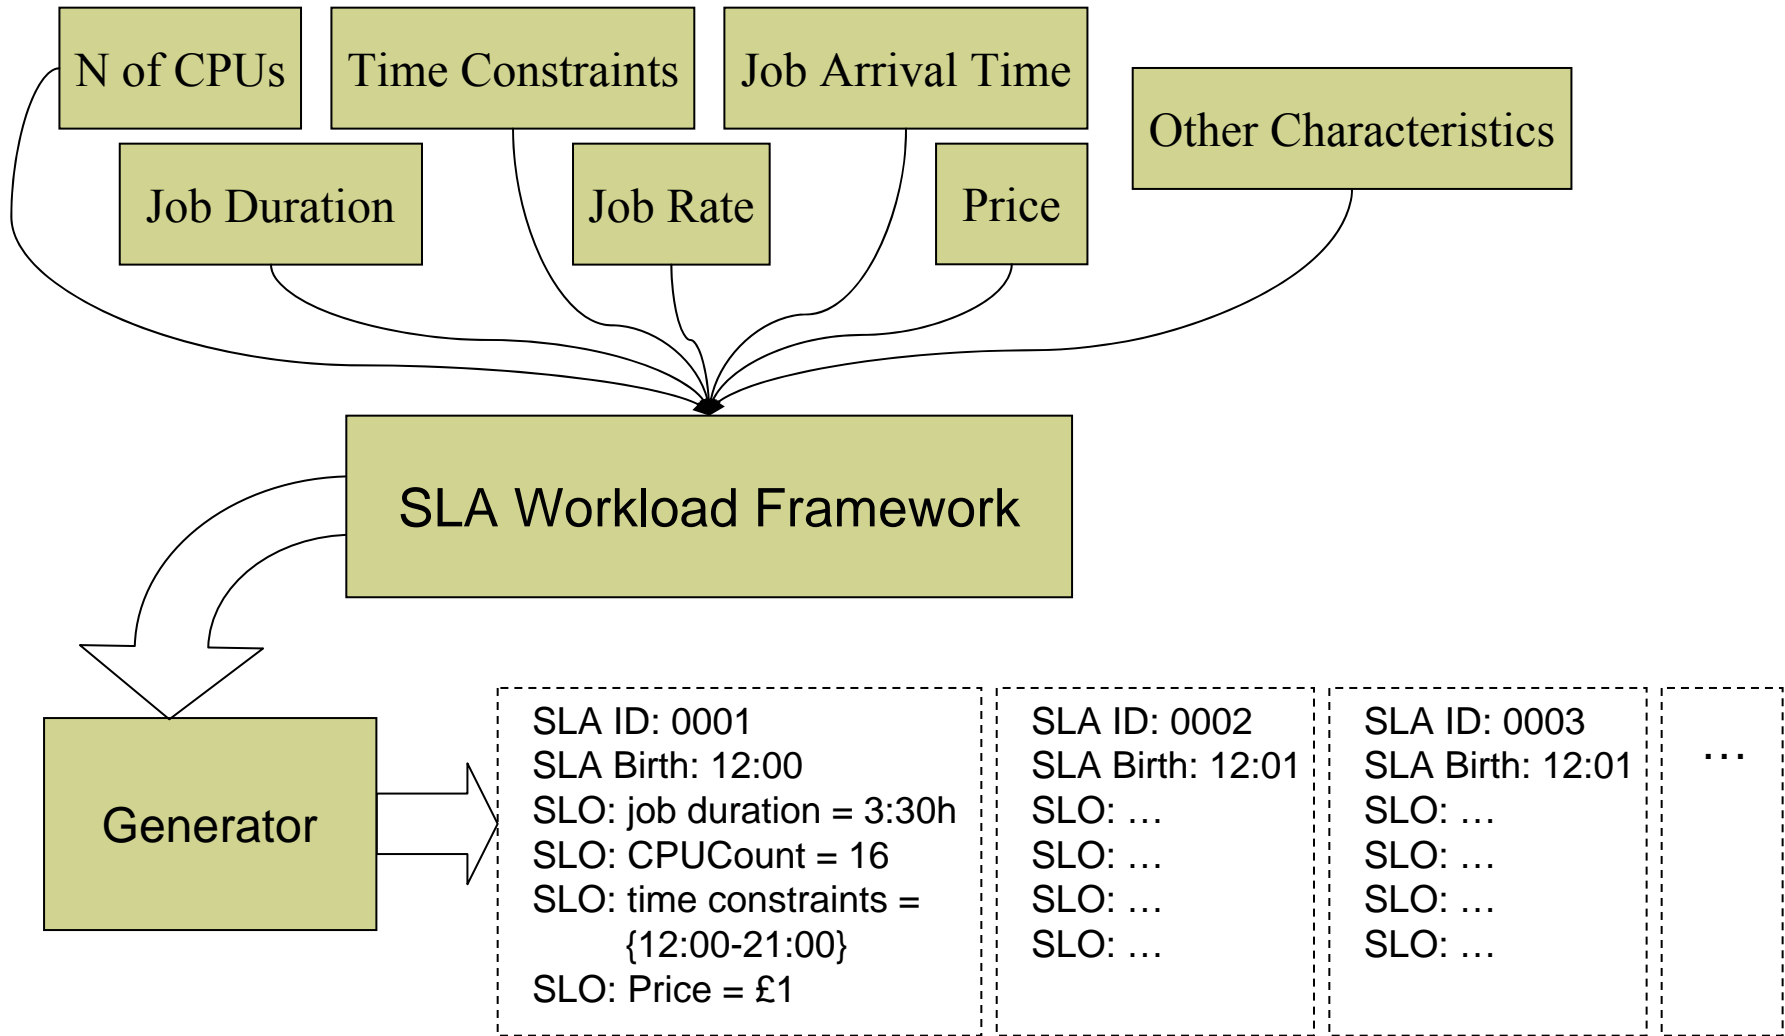 N of CPUs
Time Constraints
Job Arrival Time
Other Characteristics
Job Duration
Job Rate
Price
SLA Workload Framework
Generator
SLA ID: 0001
SLA Birth: 12:00
SLO: job duration = 3:30h
SLO: CPUCount = 16
SLO: time constraints =
{12:00-21:00}
SLO: Price = £1
SLA ID: 0002
SLA Birth: 12:01
SLO: …
SLO: …
SLO: …
SLO: …
SLA ID: 0003
SLA Birth: 12:01
SLO: …
SLO: …
SLO: …
SLO: …
…